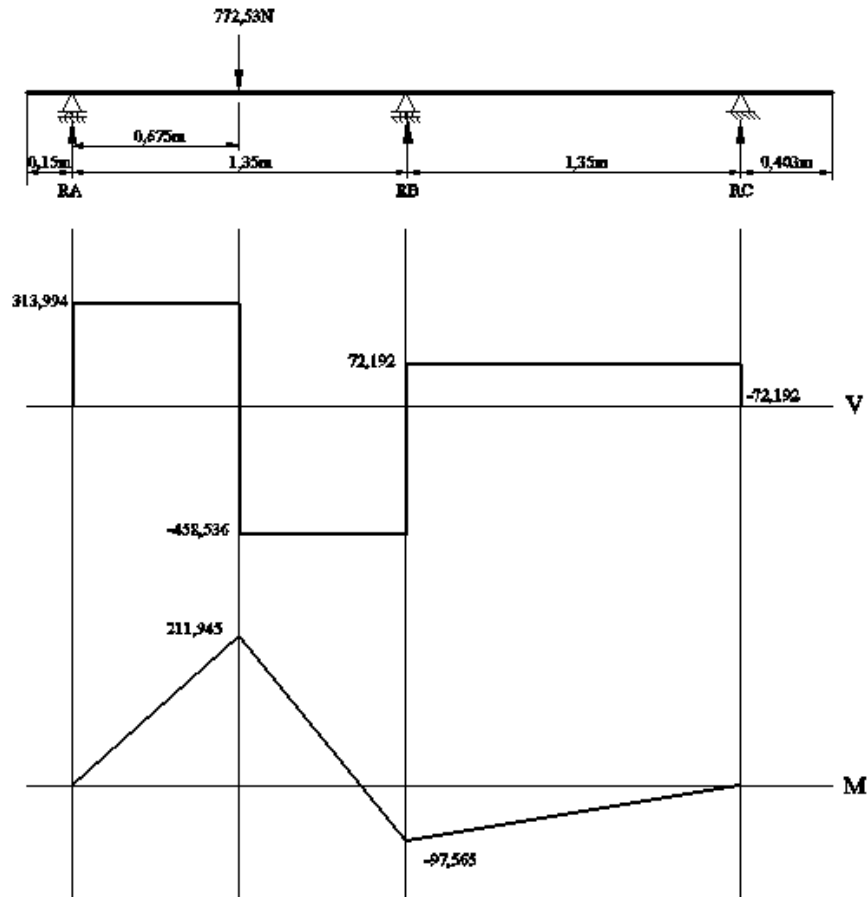 772,53N
0,675m
0,15m
1,35m
1,35m
0,403m
RA
RB
RC
313,994
72,192
-72,192
V
-458,536
211,945
M
-97,565